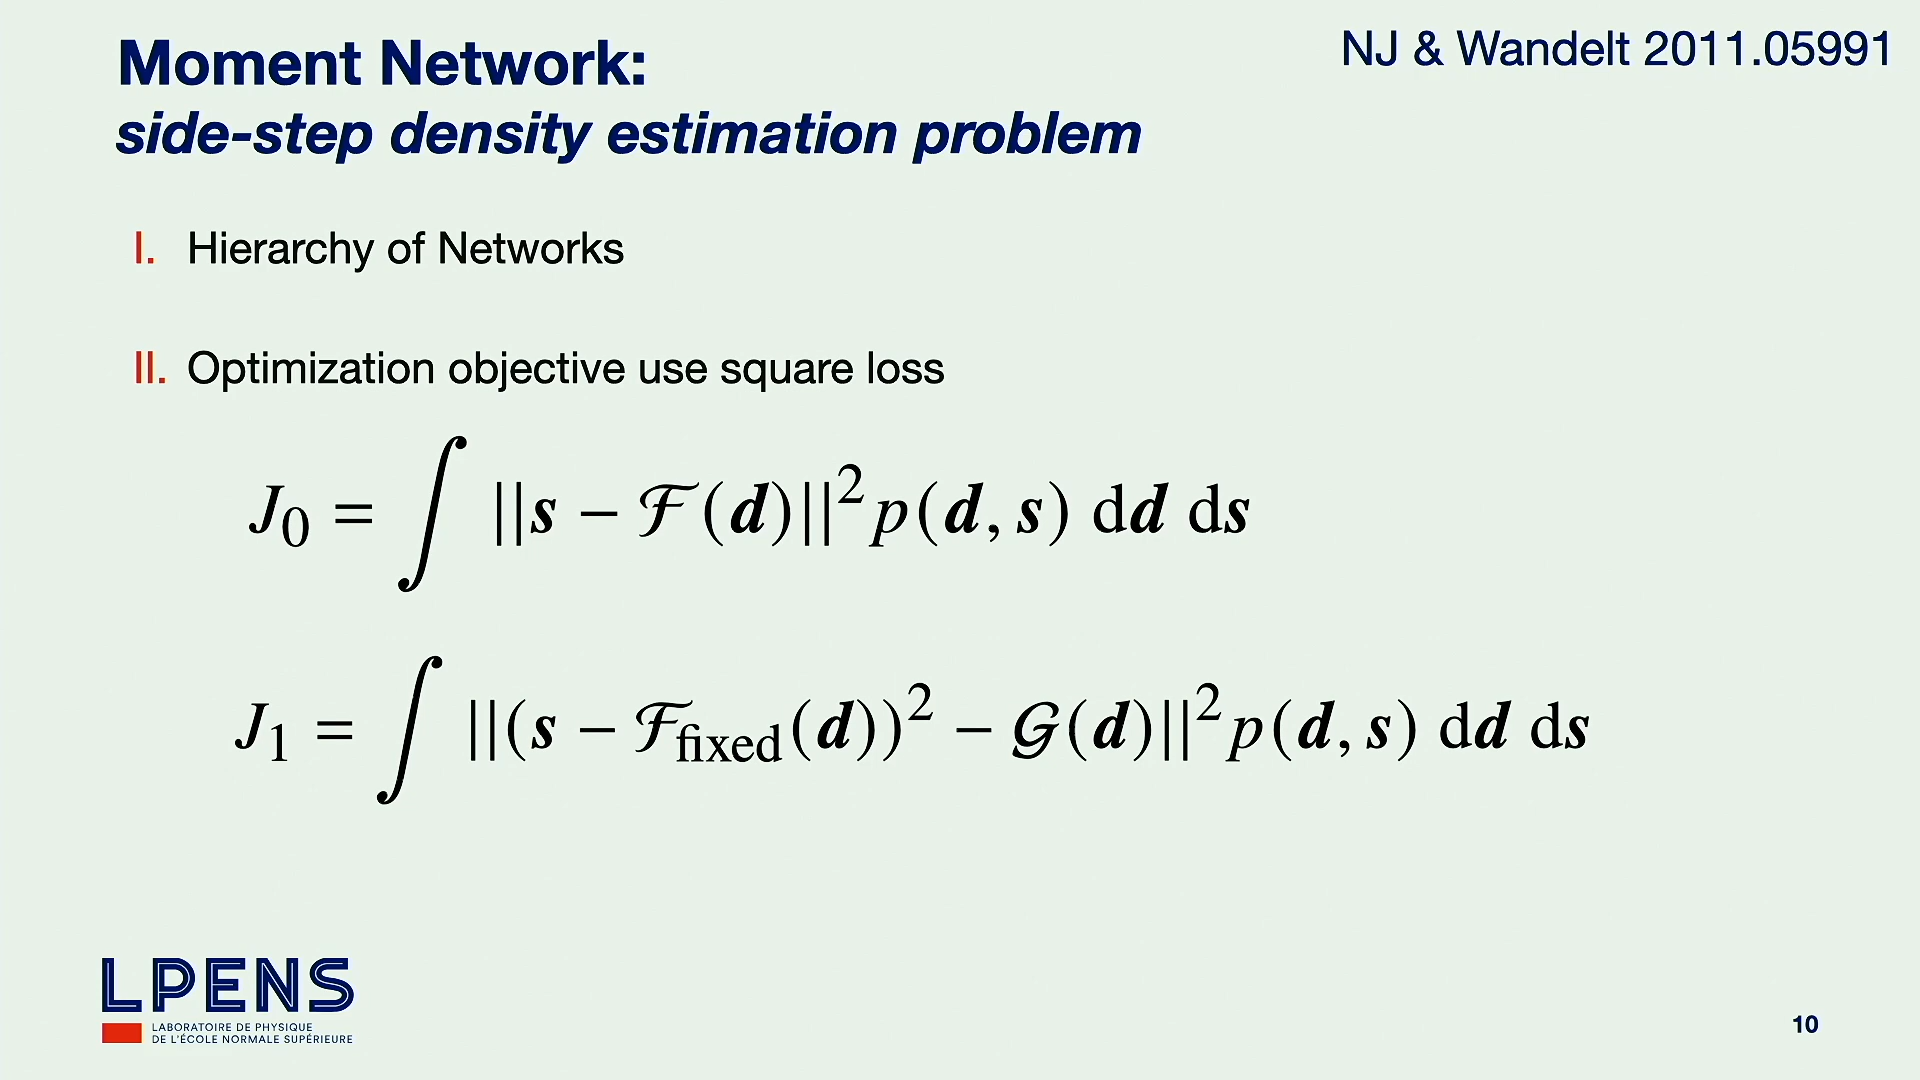 Moment Network:
side-step density estimation problem
NJ & Wandelt 2011.05991
I. Hierarchy of Networks
II. Optimization objective use square loss
J₀ = ∫ ||s − ℱ(d)||² p(d, s) dd ds
J₁ = ∫ ||(s − ℱ_fixed(d))² − 𝒢(d)||² p(d, s) dd ds
LPENS
LABORATOIRE DE PHYSIQUE
DE L'ÉCOLE NORMALE SUPÉRIEURE
10